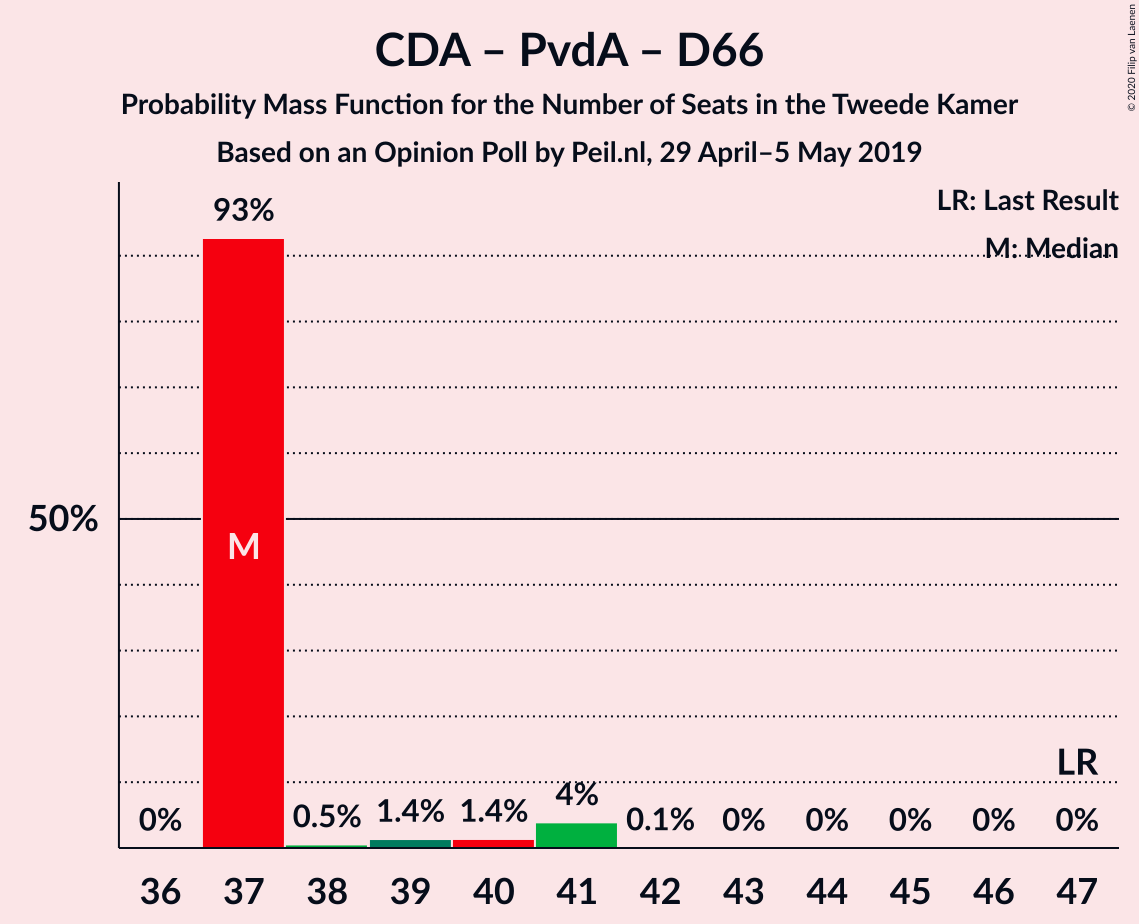 CDA – PvdA – D66
Probability Mass Function for the Number of Seats in the Tweede Kamer
Based on an Opinion Poll by Peil.nl, 29 April–5 May 2019
© 2020 Filip van Laenen
LR: Last Result
M: Median
93%
50%
M
LR
0% 0.5% 1.4% 1.4% 4% 0.1% 0% 0% 0% 0% 0%
36 37 38 39 40 41 42 43 44 45 46 47